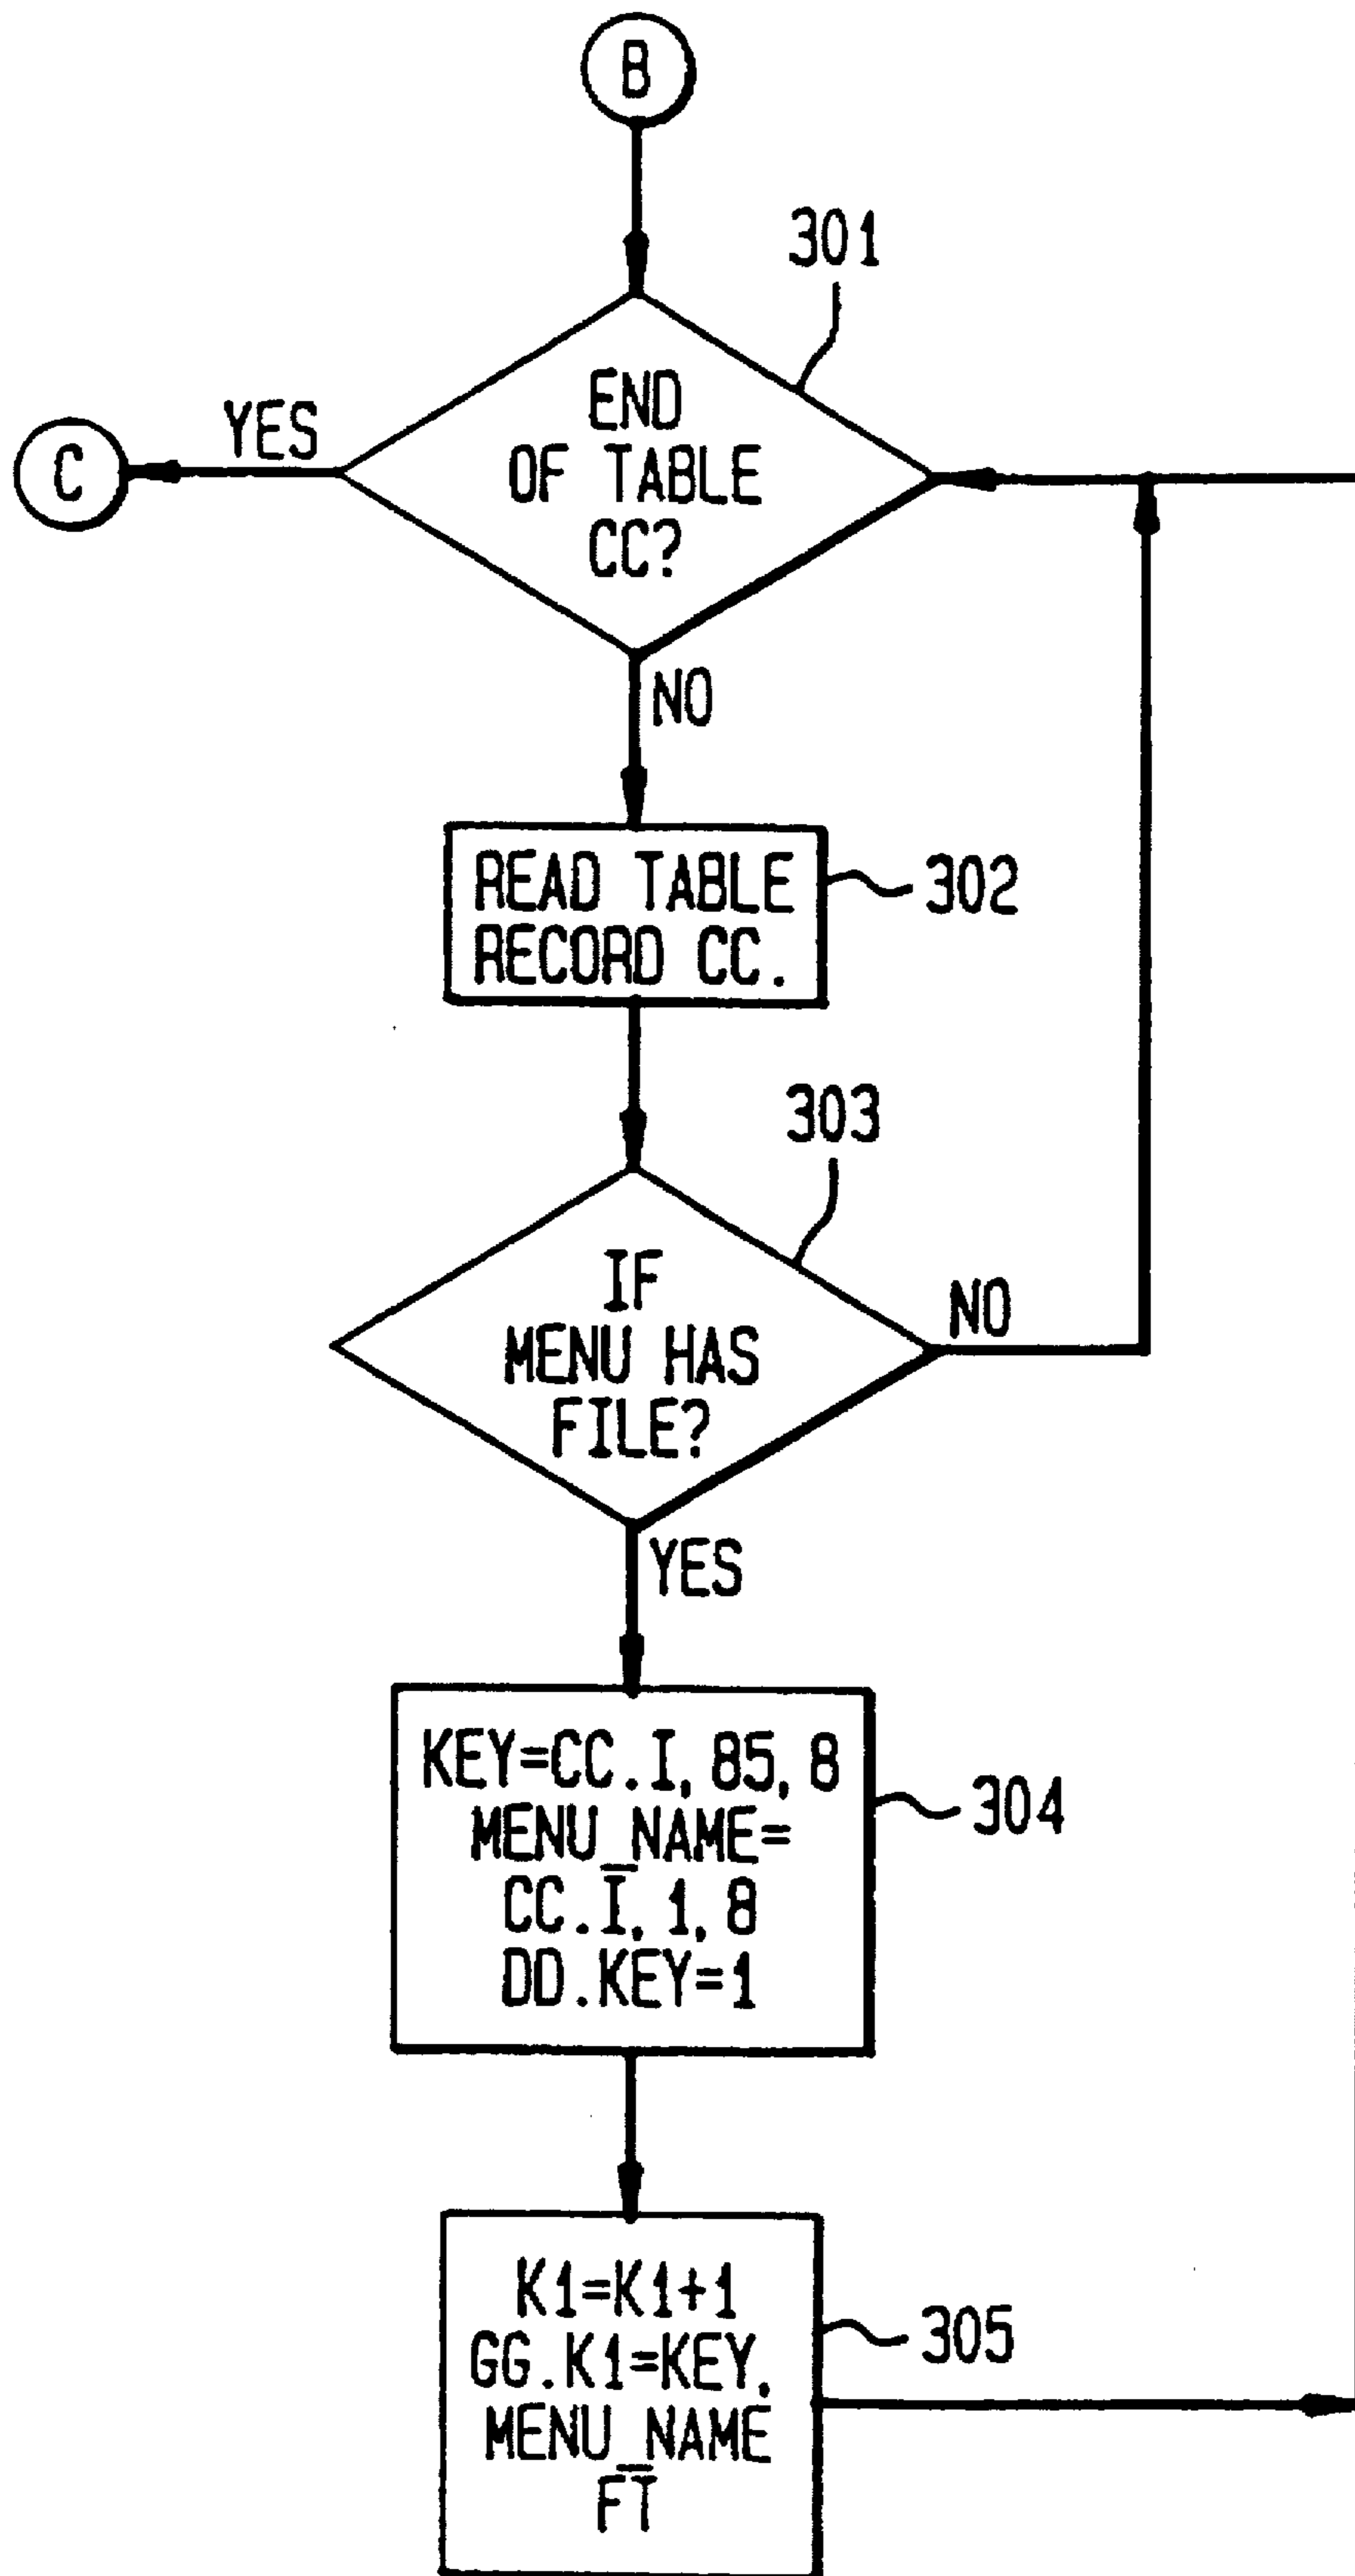 B
301
END
OF TABLE
CC?
YES
C
NO
READ TABLE
RECORD CC.
302
303
IF
MENU HAS
FILE?
NO
YES
KEY=CC.I,85,8
MENU_NAME=
CC.I,1,8
DD.KEY=1
304
K1=K1+1
GG.K1=KEY,
MENU_NAME
FT
305